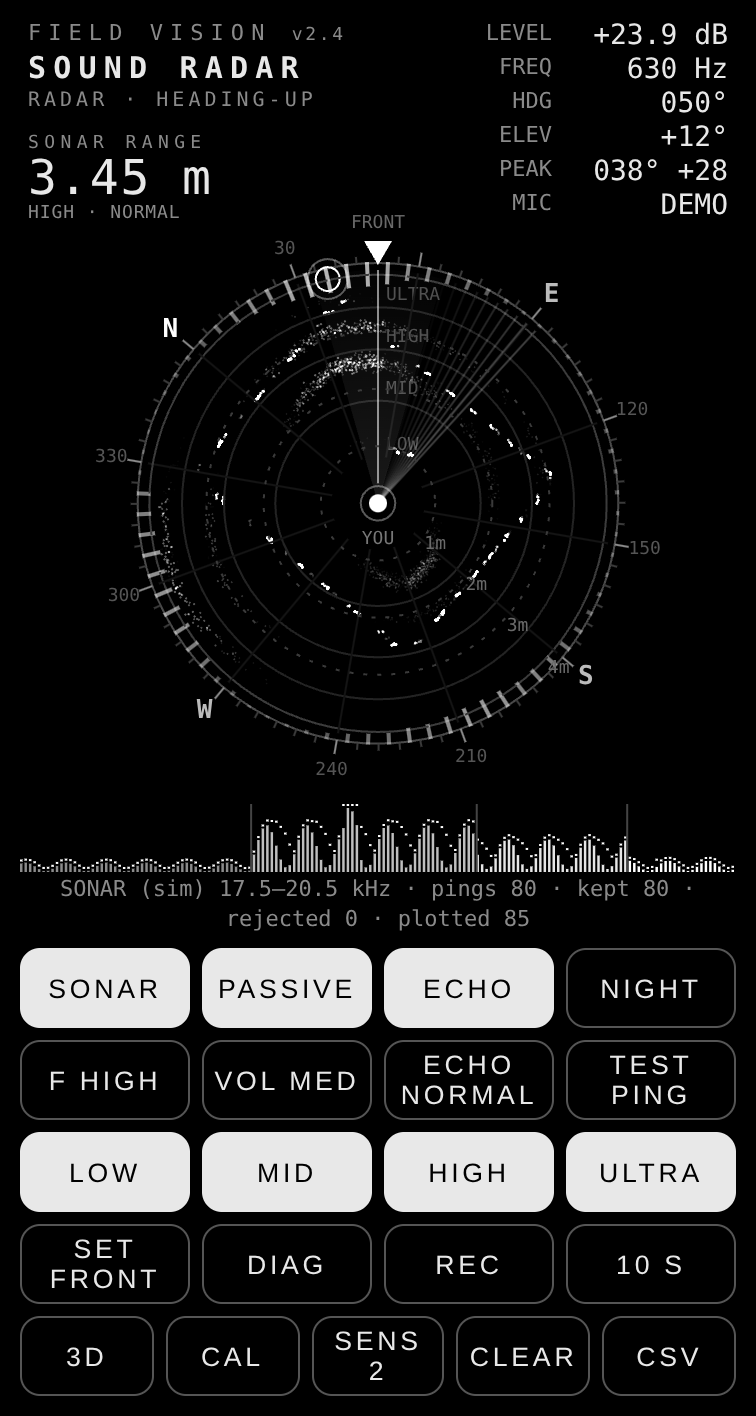 FIELD VISION v2.4
SOUND RADAR
RADAR · HEADING-UP
SONAR RANGE
3.45 m
HIGH · NORMAL
LEVEL +23.9 dB
FREQ 630 Hz
HDG 050°
ELEV +12°
PEAK 038° +28
MIC DEMO
FRONT
30
E
ULTRA
N
HIGH
MID
120
LOW
330
YOU
1m
150
2m
300
3m
4m
S
W
210
240
SONAR (sim) 17.5–20.5 kHz · pings 80 · kept 80 ·
rejected 0 · plotted 85
SONAR
PASSIVE
ECHO
NIGHT
F HIGH
VOL MED
ECHO
NORMAL
TEST
PING
LOW
MID
HIGH
ULTRA
SET
FRONT
DIAG
REC
10 S
3D
CAL
SENS
2
CLEAR
CSV